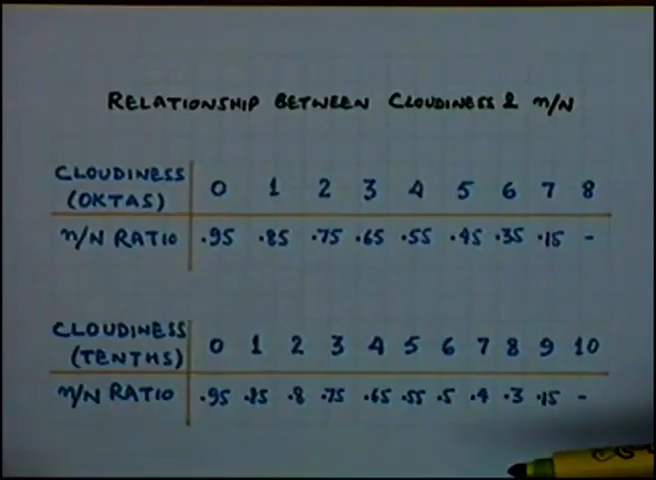 RELATIONSHIP BETWEEN CLOUDINESS & n/N
CLOUDINESS
(OKTAS) 0 1 2 3 4 5 6 7 8
n/N RATIO .95 .85 .75 .65 .55 .45 .35 .15 -
CLOUDINESS
(TENTHS) 0 1 2 3 4 5 6 7 8 9 10
n/N RATIO .95 .85 .8 .75 .65 .55 .5 .4 .3 .15 -